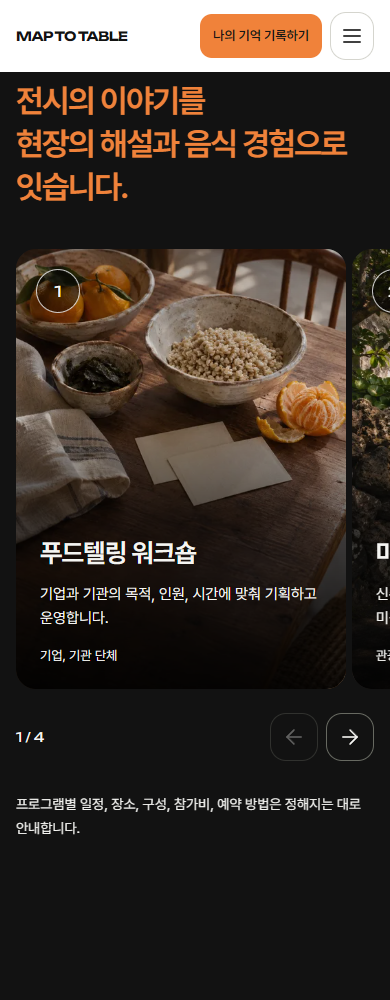 MAP TO TABLE
나의 기억 기록하기
전시의 이야기를
현장의 해설과 음식 경험으로
잇습니다.
1
푸드텔링 워크숍
기업과 기관의 목적, 인원, 시간에 맞춰 기획하고
운영합니다.
기업, 기관 단체
1 / 4
프로그램별 일정, 장소, 구성, 참가비, 예약 방법은 정해지는 대로
안내합니다.